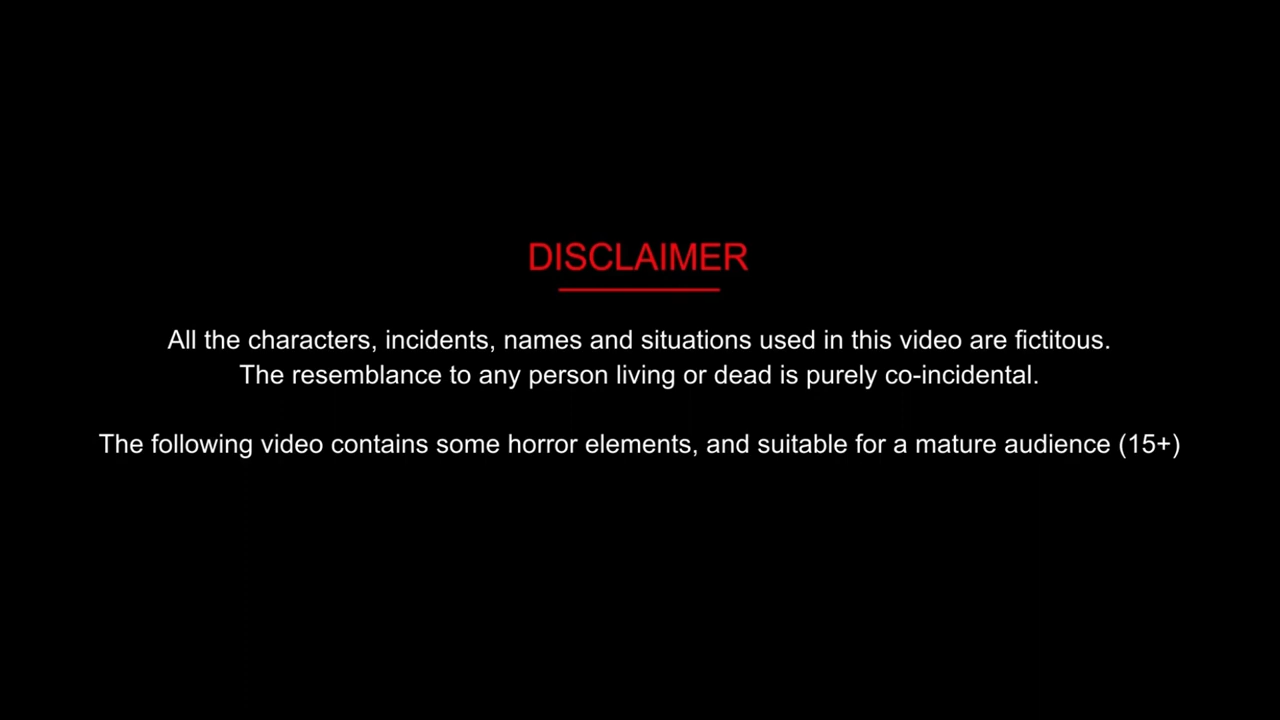 DISCLAIMER
All the characters, incidents, names and situations used in this video are fictitous.
The resemblance to any person living or dead is purely co-incidental.
The following video contains some horror elements, and suitable for a mature audience (15+)